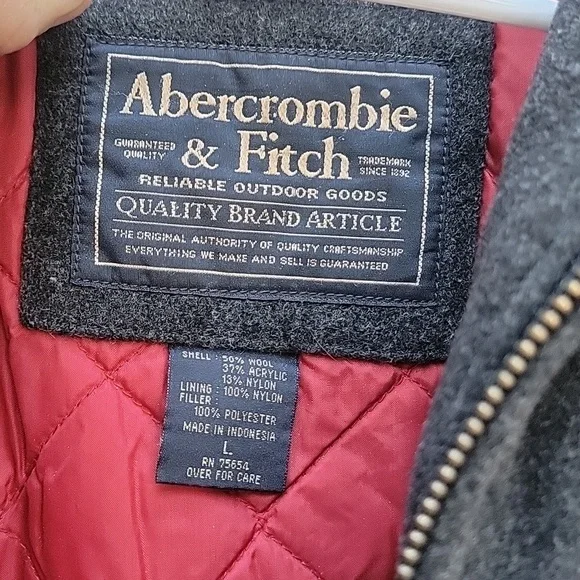 Abercrombie
GUARANTEED QUALITY & Fitch TRADEMARK SINCE 1892
RELIABLE OUTDOOR GOODS
QUALITY BRAND ARTICLE
THE ORIGINAL AUTHORITY OF QUALITY CRAFTSMANSHIP
EVERYTHING WE MAKE AND SELL IS GUARANTEED
SHELL : 50% WOOL
37% ACRYLIC
13% NYLON
LINING : 100% NYLON
FILLER :
100% POLYESTER
MADE IN INDONESIA
L
RN 75654
OVER FOR CARE